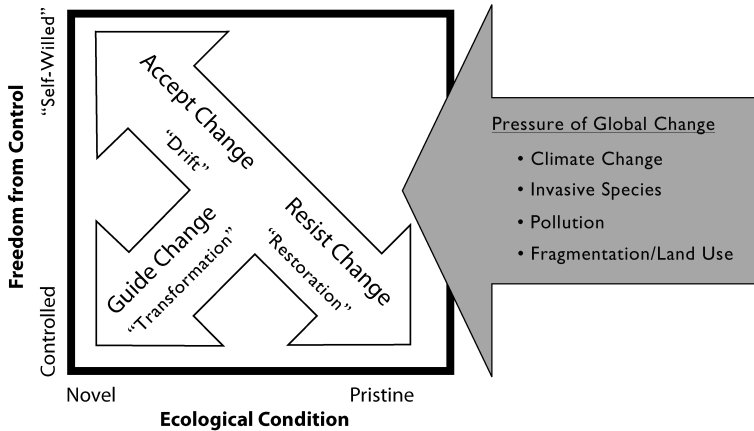 Freedom from Control
"Self-Willed"
Controlled
Accept Change
"Drift"
Guide Change
"Transformation"
Resist Change
"Restoration"
Pressure of Global Change
• Climate Change
• Invasive Species
• Pollution
• Fragmentation/Land Use
Novel
Pristine
Ecological Condition